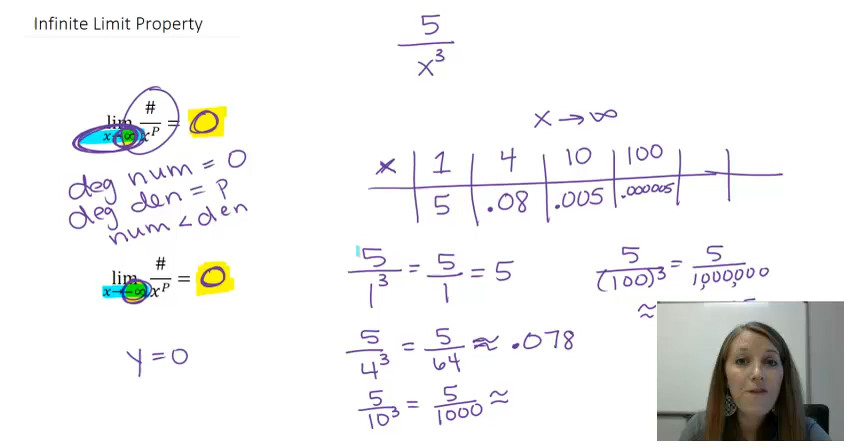 Infinite Limit Property
5
x³
lim # = 0
x→∞ xᴾ
deg num = 0
deg den = P
num < den
lim # = 0
x→-∞ xᴾ
y = 0
x → ∞
x | 1 | 4 | 10 | 100
5 | .08 | .005 | .000005
5/1³ = 5/1 = 5
5/4³ = 5/64 ≈ .078
5/10³ = 5/1000 ≈
5/(100)³ = 5/1,000,000
≈